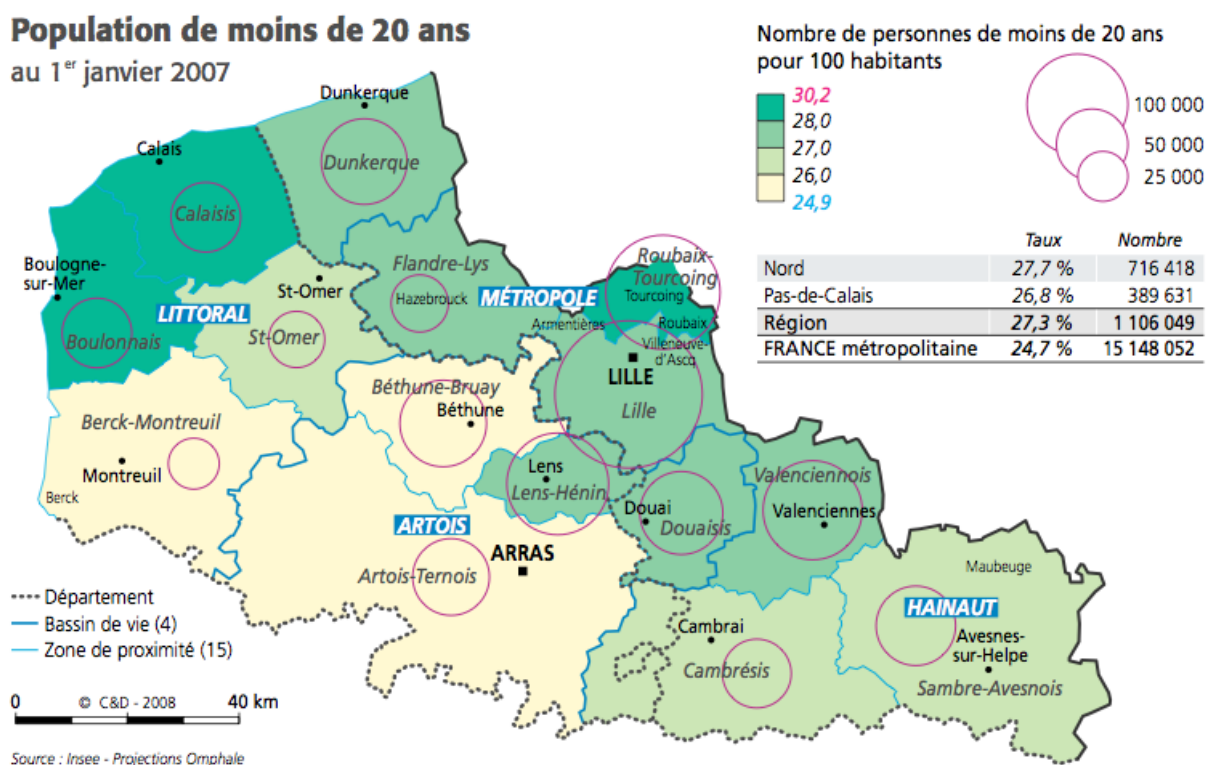 Population de moins de 20 ans
au 1er janvier 2007
Nombre de personnes de moins de 20 ans
pour 100 habitants
30,2
28,0
27,0
26,0
24,9
100 000
50 000
25 000
Taux Nombre
Nord 27,7 % 716 418
Pas-de-Calais 26,8 % 389 631
Région 27,3 % 1 106 049
FRANCE métropolitaine 24,7 % 15 148 052
Dunkerque
Dunkerque
Calais
Calaisis
Boulogne-
sur-Mer
Boulonnais
LITTORAL
St-Omer
St-Omer
Flandre-Lys
Hazebrouck
MÉTROPOLE
Roubaix-
Tourcoing
Tourcoing
Roubaix
Armentières
Villeneuve-
d'Ascq
LILLE
Lille
Béthune-Bruay
Béthune
Berck-Montreuil
Montreuil
Berck
Lens
Lens-Hénin
Douai
Douaisis
Valenciennois
Valenciennes
ARTOIS
ARRAS
Artois-Ternois
Maubeuge
HAINAUT
Avesnes-
sur-Helpe
Sambre-Avesnois
Cambrai
Cambrésis
Département
Bassin de vie (4)
Zone de proximité (15)
0 © C&D - 2008 40 km
Source : Insee - Projections Omphale